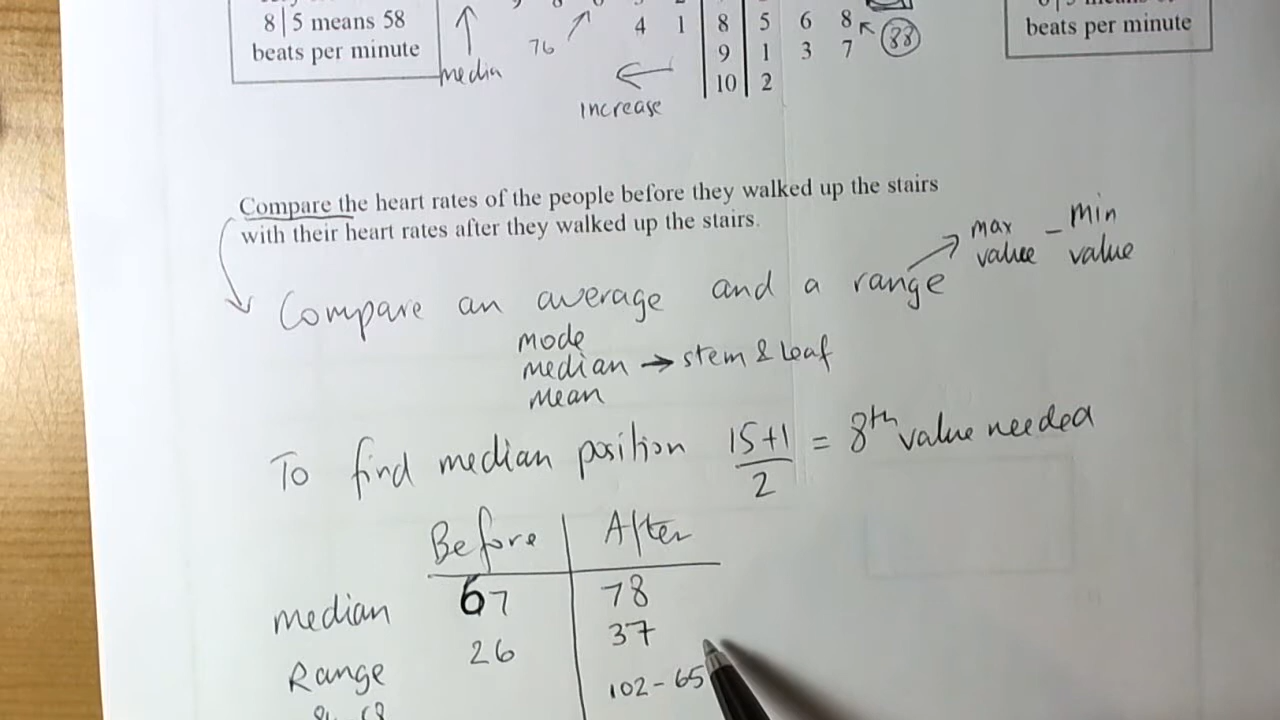 8 | 5 means 58
beats per minute
median
76
4 1 | 8 | 5 6 8
88
9 | 1 3 7
10 | 2
increase
beats per minute
Compare the heart rates of the people before they walked up the stairs
with their heart rates after they walked up the stairs.
Compare an average and a range → max value – min value
mode
median → stem & leaf
mean
To find median position 15+1 / 2 = 8th value needed
Before | After
median 67 | 78
Range 26 | 37
102 – 65